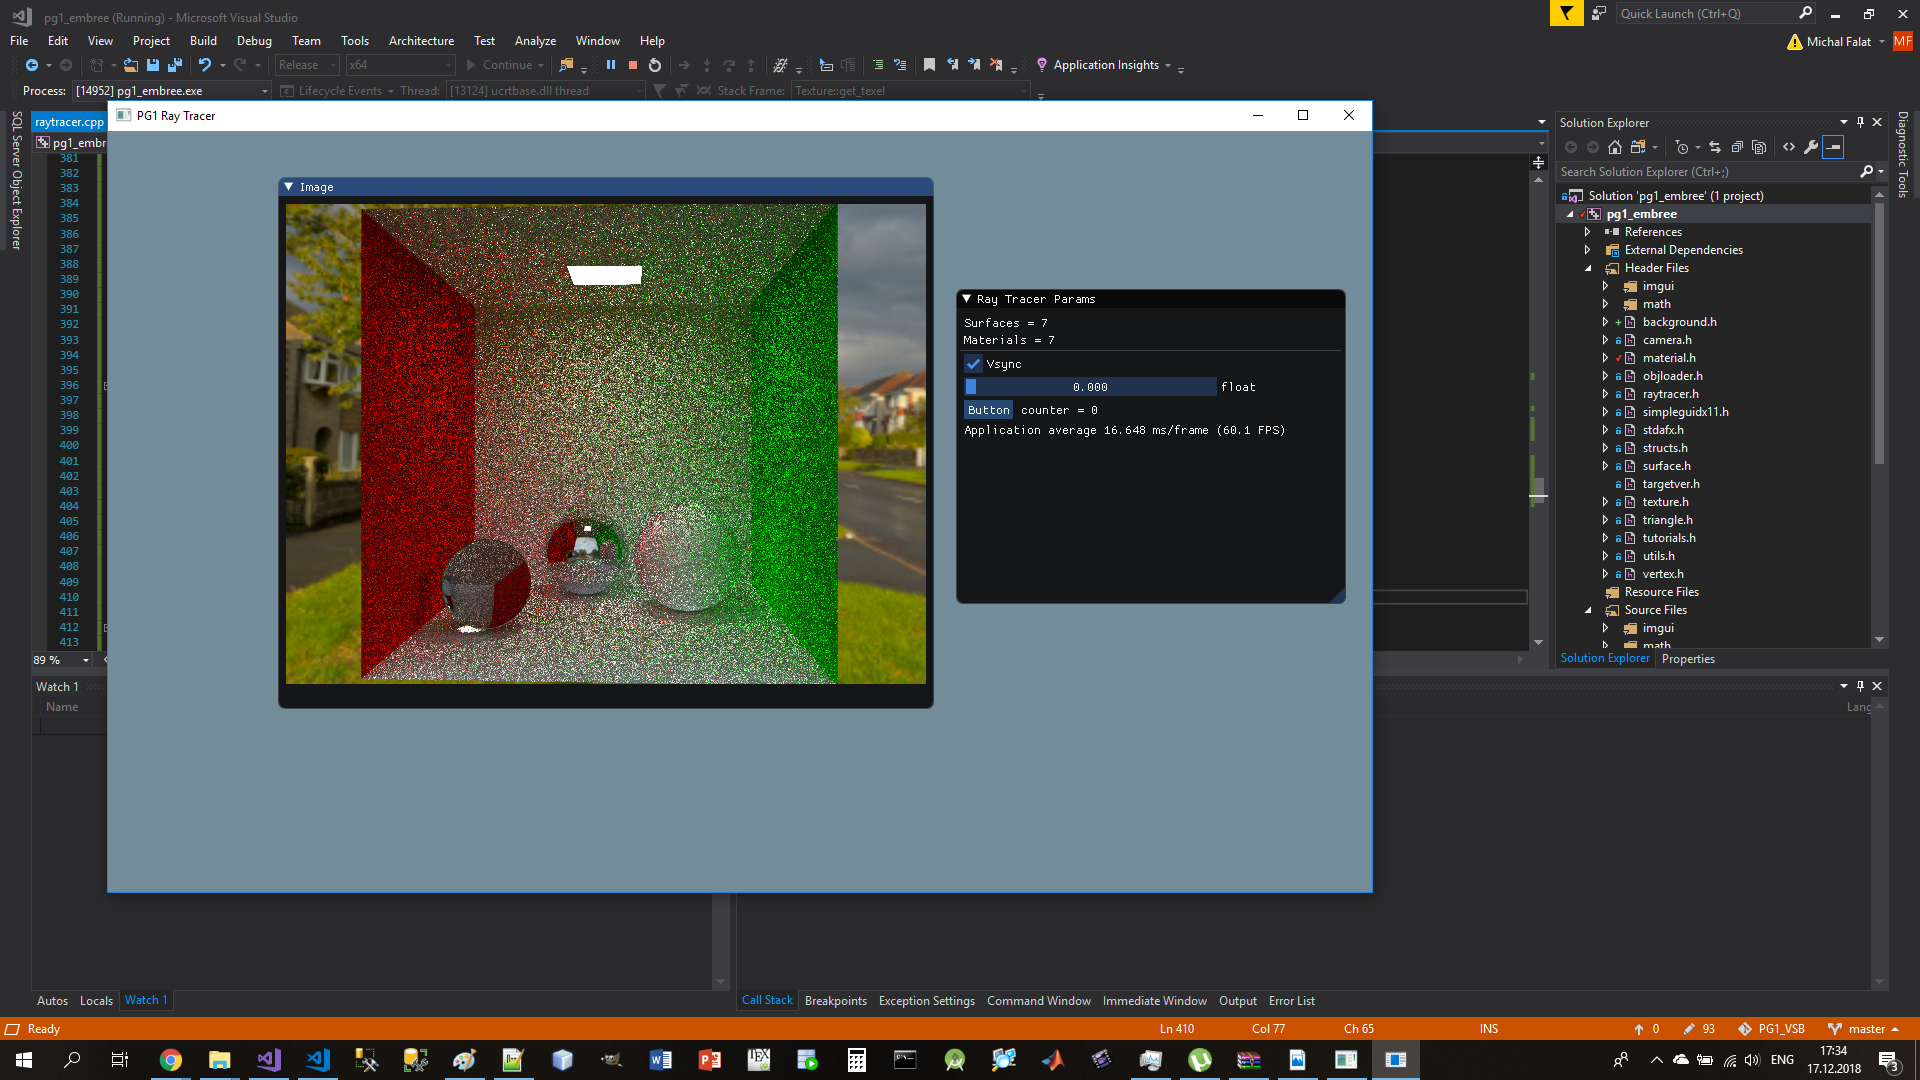 pg1_embree (Running) - Microsoft Visual Studio
Quick Launch (Ctrl+Q)
File Edit View Project Build Debug Team Tools Architecture Test Analyze Window Help
Michal Falat MF
Release x64 Continue Application Insights
Process: [14952] pg1_embree.exe Lifecycle Events Thread: [13124] ucrtbase.dll thread Stack Frame: Texture::get_texel
SQL Server Object Explorer
raytracer.cpp
pg1_embr
381
382
383
384
385
386
387
388
389
390
391
392
393
394
395
396
397
398
399
400
401
402
403
404
405
406
407
408
409
410
411
412
413
89 %
PG1 Ray Tracer
Image
Ray Tracer Params
Surfaces = 7
Materials = 7
Vsync
0.000 float
Button counter = 0
Application average 16.648 ms/frame (60.1 FPS)
Solution Explorer
Search Solution Explorer (Ctrl+;)
Solution 'pg1_embree' (1 project)
pg1_embree
References
External Dependencies
Header Files
imgui
math
background.h
camera.h
material.h
objloader.h
raytracer.h
simpleguidx11.h
stdafx.h
structs.h
surface.h
targetver.h
texture.h
triangle.h
tutorials.h
utils.h
vertex.h
Resource Files
Source Files
imgui
math
Solution Explorer Properties
Diagnostic Tools
Watch 1
Name
Lang
Autos Locals Watch 1
Call Stack Breakpoints Exception Settings Command Window Immediate Window Output Error List
Ready Ln 410 Col 77 Ch 65 INS 0 93 PG1_VSB master
ENG
17:34
17.12.2018
3